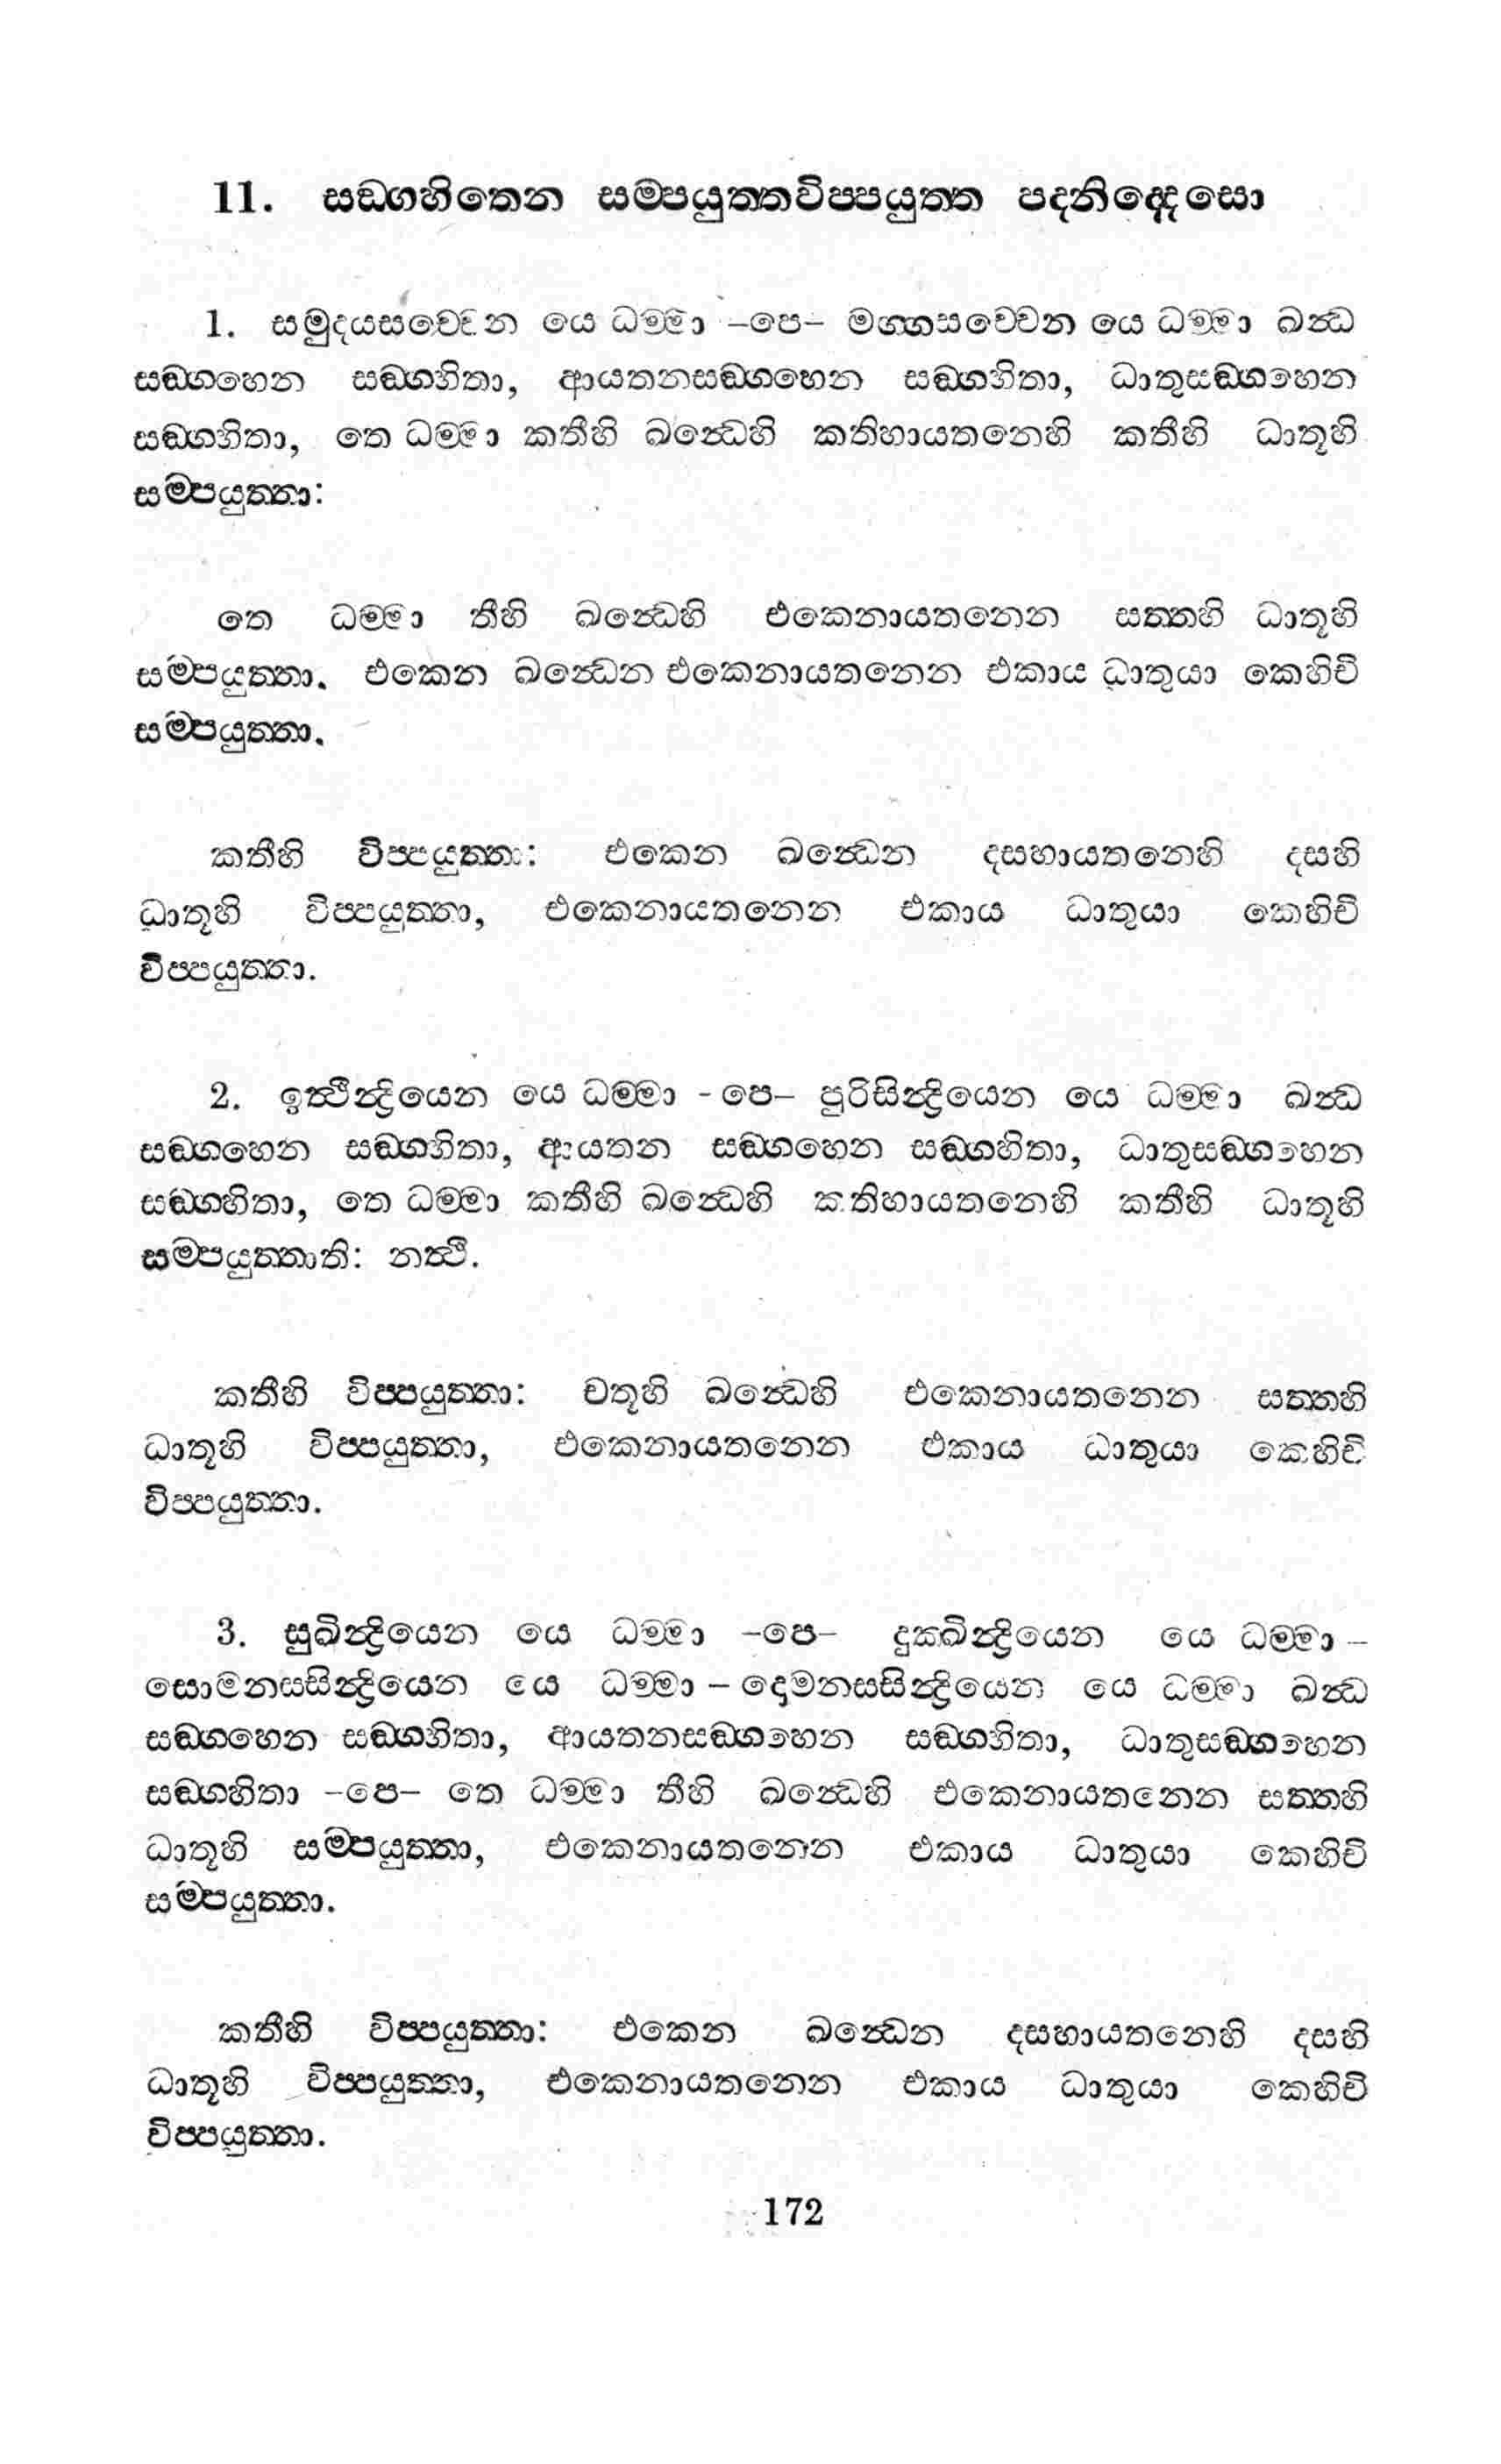 11. සඞ්ගහිතෙන සම්පයුත්තවිප්පයුත්ත පදනිද්දෙසො
1. සමුදයසච්චෙන යෙ ධම්මා –පෙ– මග්ගසච්චෙන යෙ ධම්මා ඛන්ධ
සඞ්ගහෙන සඞ්ගහිතා, ආයතනසඞ්ගහෙන සඞ්ගහිතා, ධාතුසඞ්ගහෙන
සඞ්ගහිතා, තෙ ධම්මා කතීහි ඛන්ධෙහි කතිහායතනෙහි කතීහි ධාතූහි
සම්පයුත්තා:
තෙ ධම්මා තීහි ඛන්ධෙහි එකෙනායතනෙන සත්තහි ධාතූහි
සම්පයුත්තා. එකෙන ඛන්ධෙන එකෙනායතනෙන එකාය ධාතුයා කෙහිචි
සම්පයුත්තා.
කතීහි විප්පයුත්තා: එකෙන ඛන්ධෙන දසහායතනෙහි දසහි
ධාතූහි විප්පයුත්තා, එකෙනායතනෙන එකාය ධාතුයා කෙහිචි
විප්පයුත්තා.
2. ඉත්ථින්ද්‍රියෙන යෙ ධම්මා -පෙ– පුරිසින්ද්‍රියෙන යෙ ධම්මා ඛන්ධ
සඞ්ගහෙන සඞ්ගහිතා, ආයතන සඞ්ගහෙන සඞ්ගහිතා, ධාතුසඞ්ගහෙන
සඞ්ගහිතා, තෙ ධම්මා කතීහි ඛන්ධෙහි කතිහායතනෙහි කතීහි ධාතූහි
සම්පයුත්තාති: නත්ථි.
කතීහි විප්පයුත්තා: චතූහි ඛන්ධෙහි එකෙනායතනෙන සත්තහි
ධාතූහි විප්පයුත්තා, එකෙනායතනෙන එකාය ධාතුයා කෙහිචි
විප්පයුත්තා.
3. සුඛින්ද්‍රියෙන යෙ ධම්මා –පෙ– දුක්ඛින්ද්‍රියෙන යෙ ධම්මා –
සොමනස්සින්ද්‍රියෙන යෙ ධම්මා – දොමනස්සින්ද්‍රියෙන යෙ ධම්මා ඛන්ධ
සඞ්ගහෙන සඞ්ගහිතා, ආයතනසඞ්ගහෙන සඞ්ගහිතා, ධාතුසඞ්ගහෙන
සඞ්ගහිතා –පෙ– තෙ ධම්මා තීහි ඛන්ධෙහි එකෙනායතනෙන සත්තහි
ධාතූහි සම්පයුත්තා, එකෙනායතනෙන එකාය ධාතුයා කෙහිචි
සම්පයුත්තා.
කතීහි විප්පයුත්තා: එකෙන ඛන්ධෙන දසහායතනෙහි දසහි
ධාතූහි විප්පයුත්තා, එකෙනායතනෙන එකාය ධාතුයා කෙහිචි
විප්පයුත්තා.
172